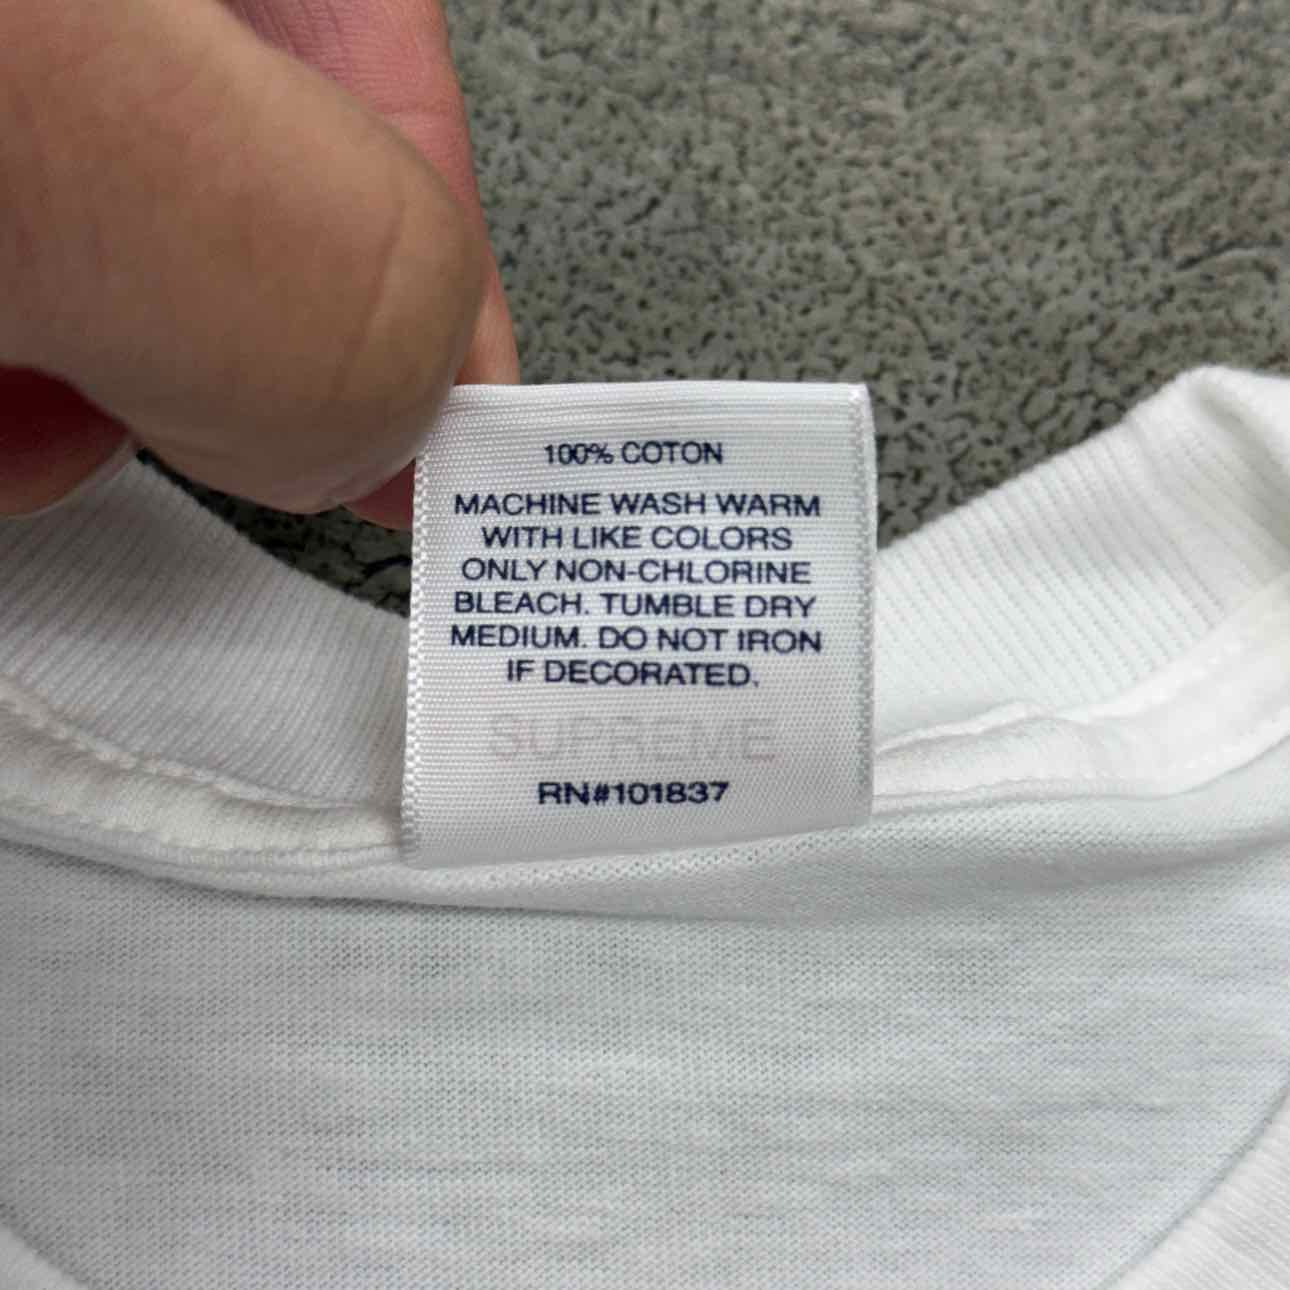 100% COTON
MACHINE WASH WARM
WITH LIKE COLORS
ONLY NON-CHLORINE
BLEACH. TUMBLE DRY
MEDIUM. DO NOT IRON
IF DECORATED.
SUPREME
RN#101837